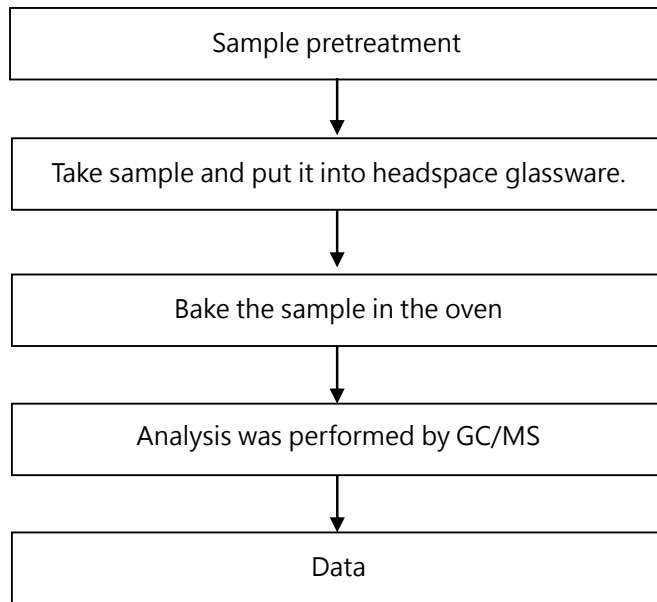 Sample pretreatment
Take sample and put it into headspace glassware.
Bake the sample in the oven
Analysis was performed by GC/MS
Data